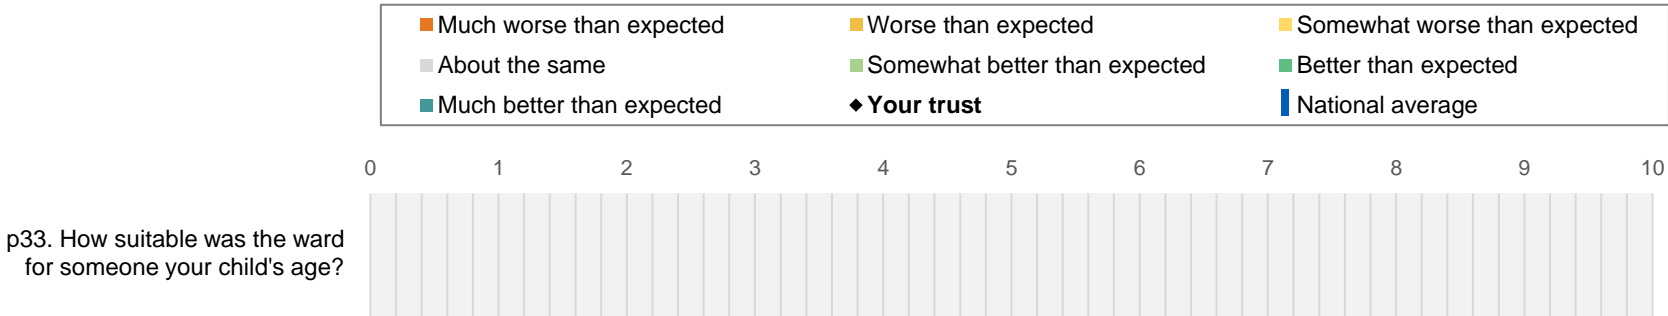 Much worse than expected Worse than expected Somewhat worse than expected
About the same Somewhat better than expected Better than expected
Much better than expected Your trust National average
0 1 2 3 4 5 6 7 8 9 10
p33. How suitable was the ward
for someone your child's age?